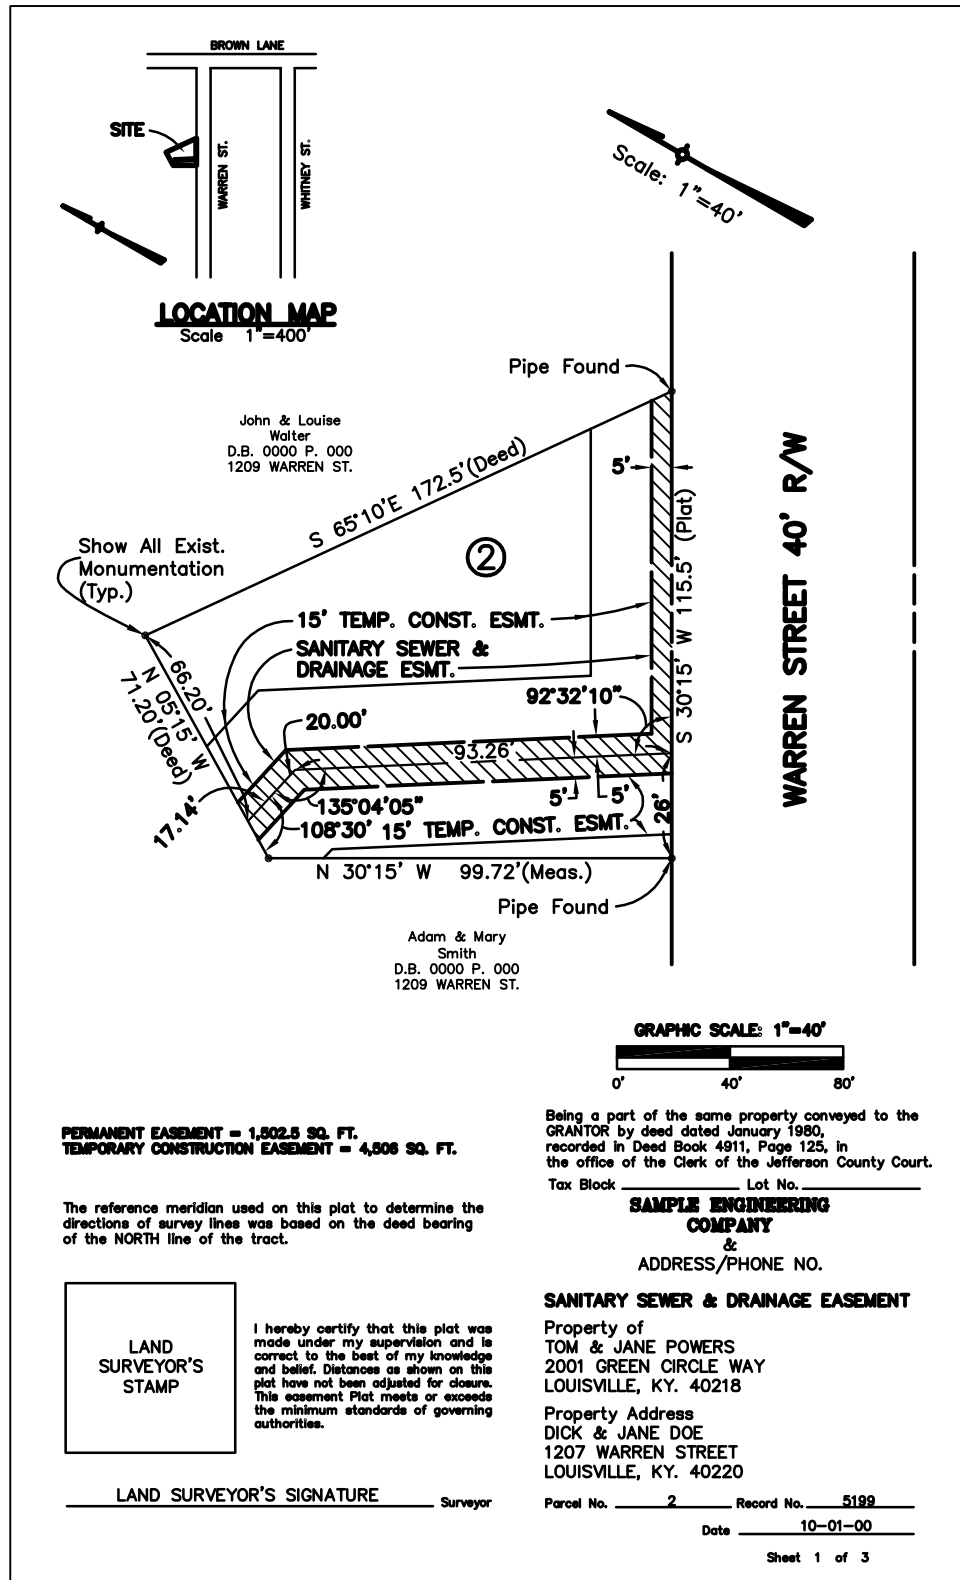 BROWN LANE
SITE
WARREN ST.
WHITNEY ST.
LOCATION MAP
Scale 1"=400'
Scale: 1"=40'
Pipe Found
John & Louise
Walter
D.B. 0000 P. 000
1209 WARREN ST.
S 65°10'E 172.5'(Deed)
5'
Show All Exist.
Monumentation
(Typ.)
2
15' TEMP. CONST. ESMT.
SANITARY SEWER &
DRAINAGE ESMT.
S 30°15' W 115.5' (Plat)
WARREN STREET 40' R/W
66.20'
N 05°15' W
71.20'(Deed)
92°32'10"
20.00'
93.26'
17.14'
135°04'05"
5'
5'
26'
108°30'
15' TEMP. CONST. ESMT.
N 30°15' W 99.72'(Meas.)
Pipe Found
Adam & Mary
Smith
D.B. 0000 P. 000
1209 WARREN ST.
GRAPHIC SCALE: 1"=40'
0' 40' 80'
PERMANENT EASEMENT = 1,502.5 SQ. FT.
TEMPORARY CONSTRUCTION EASEMENT = 4,506 SQ. FT.
Being a part of the same property conveyed to the
GRANTOR by deed dated January 1980,
recorded in Deed Book 4911, Page 125, in
the office of the Clerk of the Jefferson County Court.
Tax Block Lot No.
The reference meridian used on this plat to determine the
directions of survey lines was based on the deed bearing
of the NORTH line of the tract.
SAMPLE ENGINEERING
COMPANY
&
ADDRESS/PHONE NO.
SANITARY SEWER & DRAINAGE EASEMENT
LAND
SURVEYOR'S
STAMP
I hereby certify that this plat was
made under my supervision and is
correct to the best of my knowledge
and belief. Distances as shown on this
plat have not been adjusted for closure.
This easement Plat meets or exceeds
the minimum standards of governing
authorities.
Property of
TOM & JANE POWERS
2001 GREEN CIRCLE WAY
LOUISVILLE, KY. 40218
Property Address
DICK & JANE DOE
1207 WARREN STREET
LOUISVILLE, KY. 40220
LAND SURVEYOR'S SIGNATURE Surveyor
Parcel No. 2 Record No. 5199
Date 10-01-00
Sheet 1 of 3